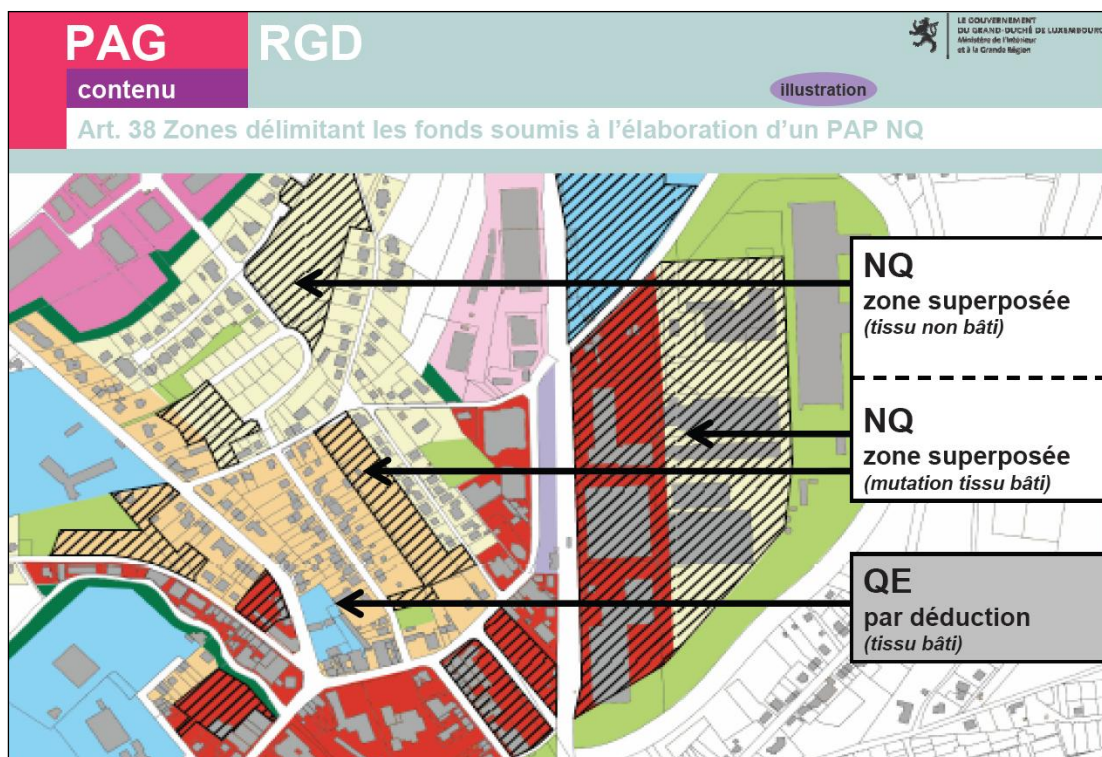 PAG
RGD
LE GOUVERNEMENT
DU GRAND-DUCHÉ DE LUXEMBOURG
Ministère de l'Intérieur
et à la Grande Région
contenu
illustration
Art. 38 Zones délimitant les fonds soumis à l'élaboration d'un PAP NQ
NQ
zone superposée
(tissu non bâti)
NQ
zone superposée
(mutation tissu bâti)
QE
par déduction
(tissu bâti)